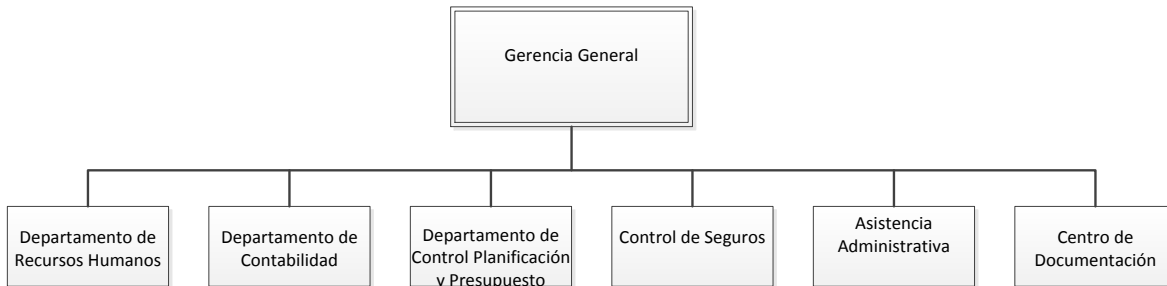 Gerencia General
Departamento de
Recursos Humanos
Departamento de
Contabilidad
Departamento de
Control Planificación
y Presupuesto
Control de Seguros
Asistencia
Administrativa
Centro de
Documentación